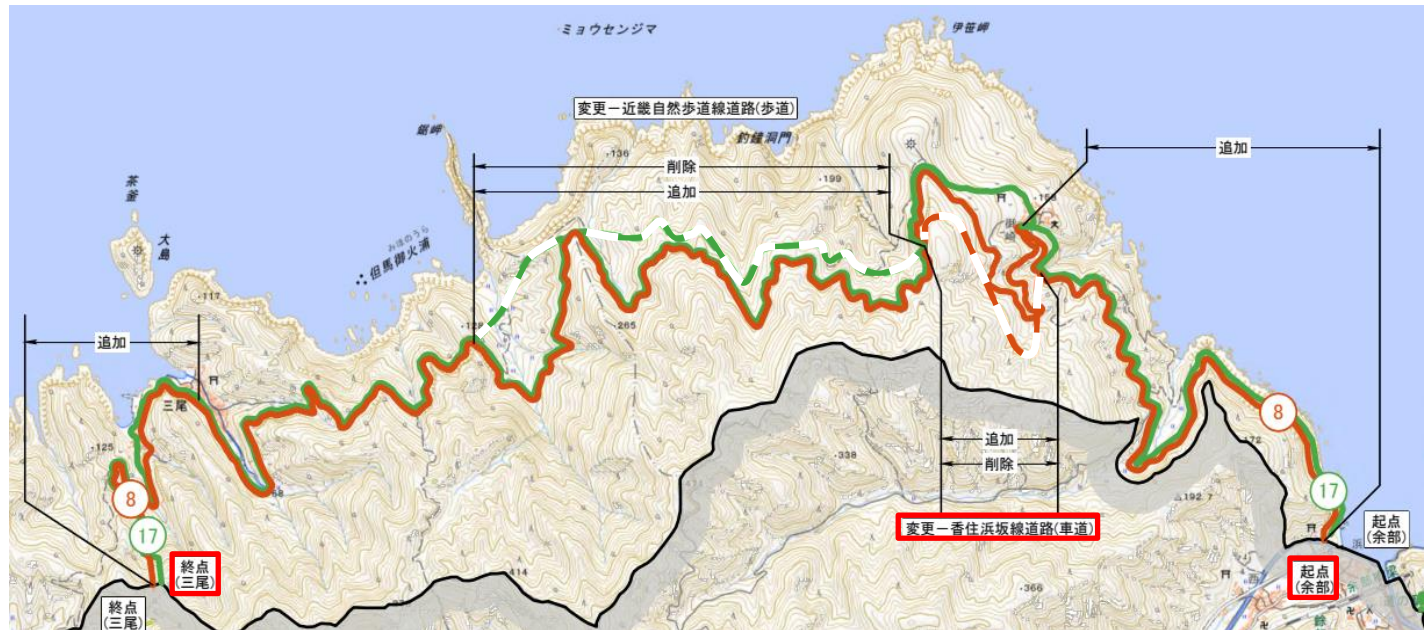 ミョウセンジマ
伊笹岬
変更－近畿自然歩道線道路(歩道)
鋸岬
釣鐘洞門
・136
削除
追加
・199
追加
茶釜
大島
みほのうら
但馬御火浦
御崎
・117
・128
・265
追加
三尾
8
・125
・172
・338
追加
削除
8
17
17
192.7
変更－香住浜坂線道路(車道)
終点
(三尾)
起点
(余部)
起点
(余部)
・414
・366
終点
(三尾)